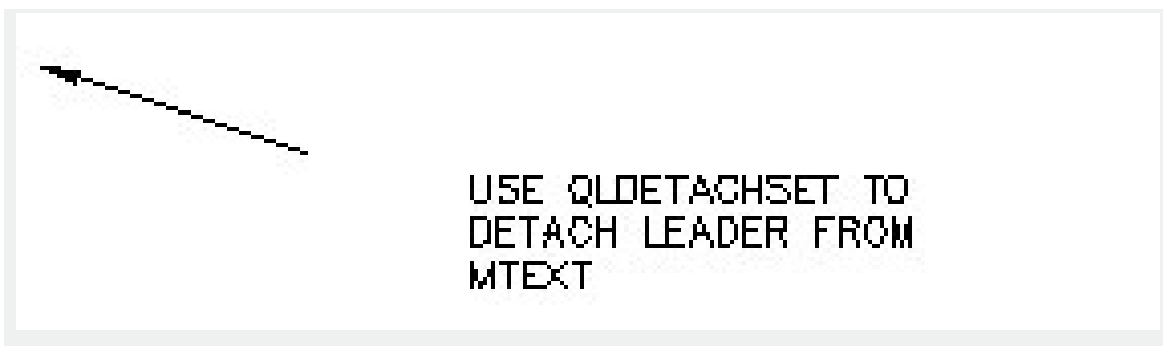 USE QLDETACHSET TO
DETACH LEADER FROM
MTEXT